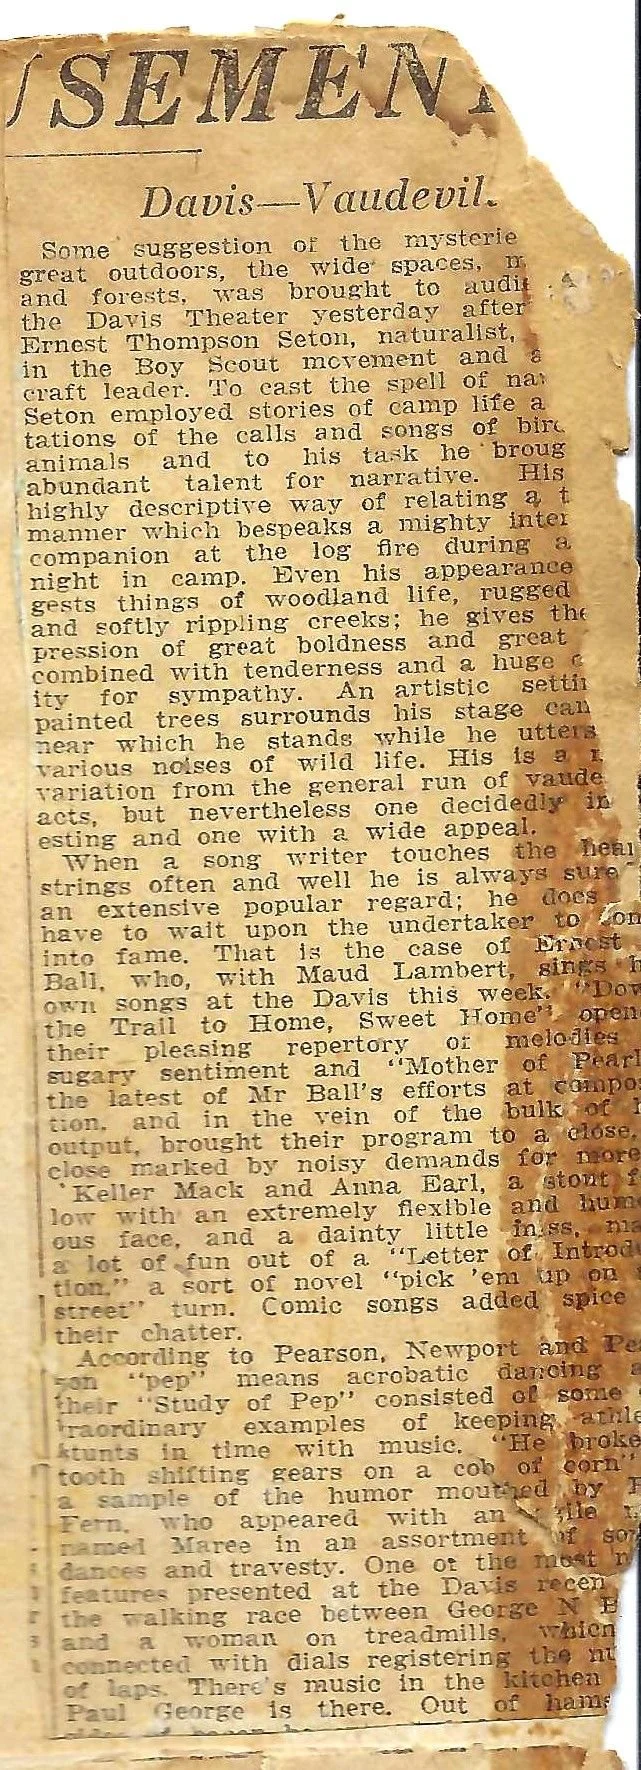 USEMENT
Davis—Vaudevil
Some suggestion of the mysterie
great outdoors, the wide spaces, m
and forests, was brought to audi
the Davis Theater yesterday after
Ernest Thompson Seton, naturalist,
in the Boy Scout movement and a
craft leader. To cast the spell of na
Seton employed stories of camp life a
tations of the calls and songs of bir
animals and to his task he broug
abundant talent for narrative. His
highly descriptive way of relating a t
manner which bespeaks a mighty inter
companion at the log fire during a
night in camp. Even his appearance
gests things of woodland life, rugged
and softly rippling creeks; he gives the
pression of great boldness and great
combined with tenderness and a huge c
ity for sympathy. An artistic settin
painted trees surrounds his stage cam
near which he stands while he utters
various noises of wild life. His is a r
variation from the general run of vaude
acts, but nevertheless one decidedly in
esting and one with a wide appeal.
When a song writer touches the hear
strings often and well he is always sure
an extensive popular regard; he does
have to wait upon the undertaker to con
into fame. That is the case of Ernest
Ball, who, with Maud Lambert, sings h
own songs at the Davis this week. "Dow
the Trail to Home, Sweet Home" open
their pleasing repertory of melodies
sugary sentiment and "Mother of Pearl
the latest of Mr Ball's efforts at compo
tion, and in the vein of the bulk of h
output, brought their program to a close,
close marked by noisy demands for more
Keller Mack and Anna Earl, a stout f
low with an extremely flexible and hum
ous face, and a dainty little miss, ma
a lot of fun out of a "Letter of Introd
tion," a sort of novel "pick 'em up on
street" turn. Comic songs added spice
their chatter.
According to Pearson, Newport and Pe
son "pep" means acrobatic dancing a
their "Study of Pep" consisted of some
traordinary examples of keeping athle
stunts in time with music. "He broke
tooth shifting gears on a cob of corn"
a sample of the humor mouthed by
Fern, who appeared with an
named Maree in an assortment of son
dances and travesty. One of the most n
features presented at the Davis recen
the walking race between George N B
and a woman on treadmills, which
connected with dials registering the nu
of laps. There's music in the kitchen
Paul George is there. Out of hams